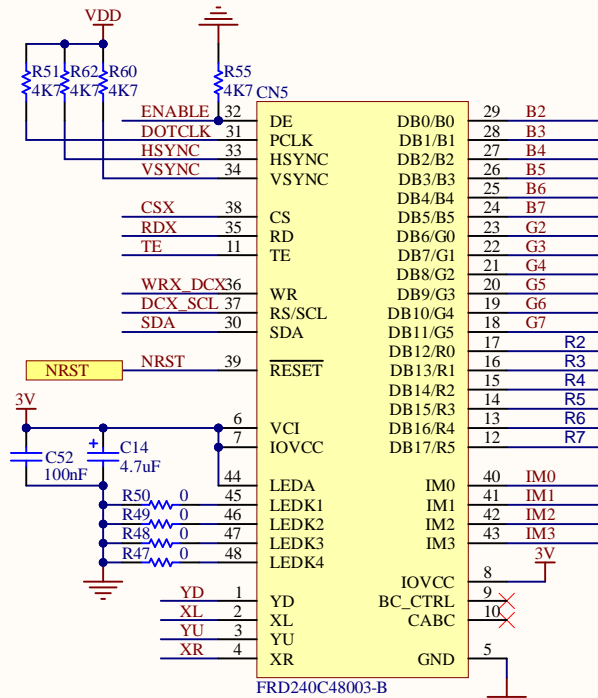 VDD
R51 R62 R60 R55
4K7 4K7 4K7 4K7
CN5
ENABLE 32 DE DB0/B0 29 B2
DOTCLK 31 PCLK DB1/B1 28 B3
HSYNC 33 HSYNC DB2/B2 27 B4
VSYNC 34 VSYNC DB3/B3 26 B5
DB4/B4 25 B6
CSX 38 CS DB5/B5 24 B7
RDX 35 RD DB6/G0 23 G2
TE 11 TE DB7/G1 22 G3
DB8/G2 21 G4
WRX_DCX 36 WR DB9/G3 20 G5
DCX_SCL 37 RS/SCL DB10/G4 19 G6
SDA 30 SDA DB11/G5 18 G7
DB12/R0 17 R2
NRST NRST 39 RESET DB13/R1 16 R3
DB14/R2 15 R4
3V DB15/R3 14 R5
6 VCI DB16/R4 13 R6
7 IOVCC DB17/R5 12 R7
C52 + C14
100nF 4.7uF
44 LEDA IM0 40 IM0
R50 0 45 LEDK1 IM1 41 IM1
R49 0 46 LEDK2 IM2 42 IM2
R48 0 47 LEDK3 IM3 43 IM3
R47 0 48 LEDK4
3V
IOVCC 8
YD 1 YD BC_CTRL 9
XL 2 XL CABC 10
YU 3 YU
XR 4 XR GND 5
FRD240C48003-B